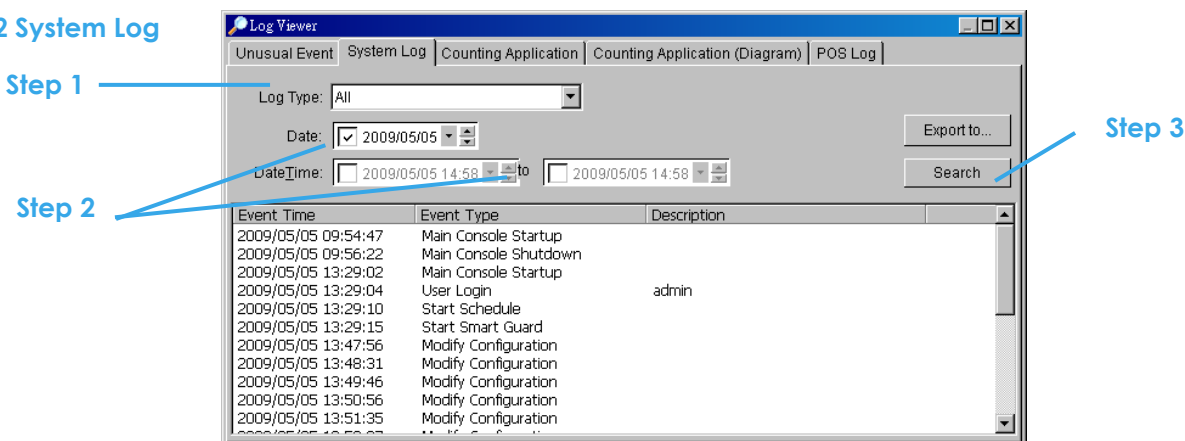 2 System Log
Log Viewer
Unusual Event System Log Counting Application Counting Application (Diagram) POS Log
Step 1
Log Type: All
Date: 2009/05/05
Export to...
Step 3
DateTime: 2009/05/05 14:58 to 2009/05/05 14:58
Search
Step 2
Event Time Event Type Description
2009/05/05 09:54:47 Main Console Startup
2009/05/05 09:56:22 Main Console Shutdown
2009/05/05 13:29:02 Main Console Startup
2009/05/05 13:29:04 User Login admin
2009/05/05 13:29:10 Start Schedule
2009/05/05 13:29:15 Start Smart Guard
2009/05/05 13:47:56 Modify Configuration
2009/05/05 13:48:31 Modify Configuration
2009/05/05 13:49:46 Modify Configuration
2009/05/05 13:50:56 Modify Configuration
2009/05/05 13:51:35 Modify Configuration